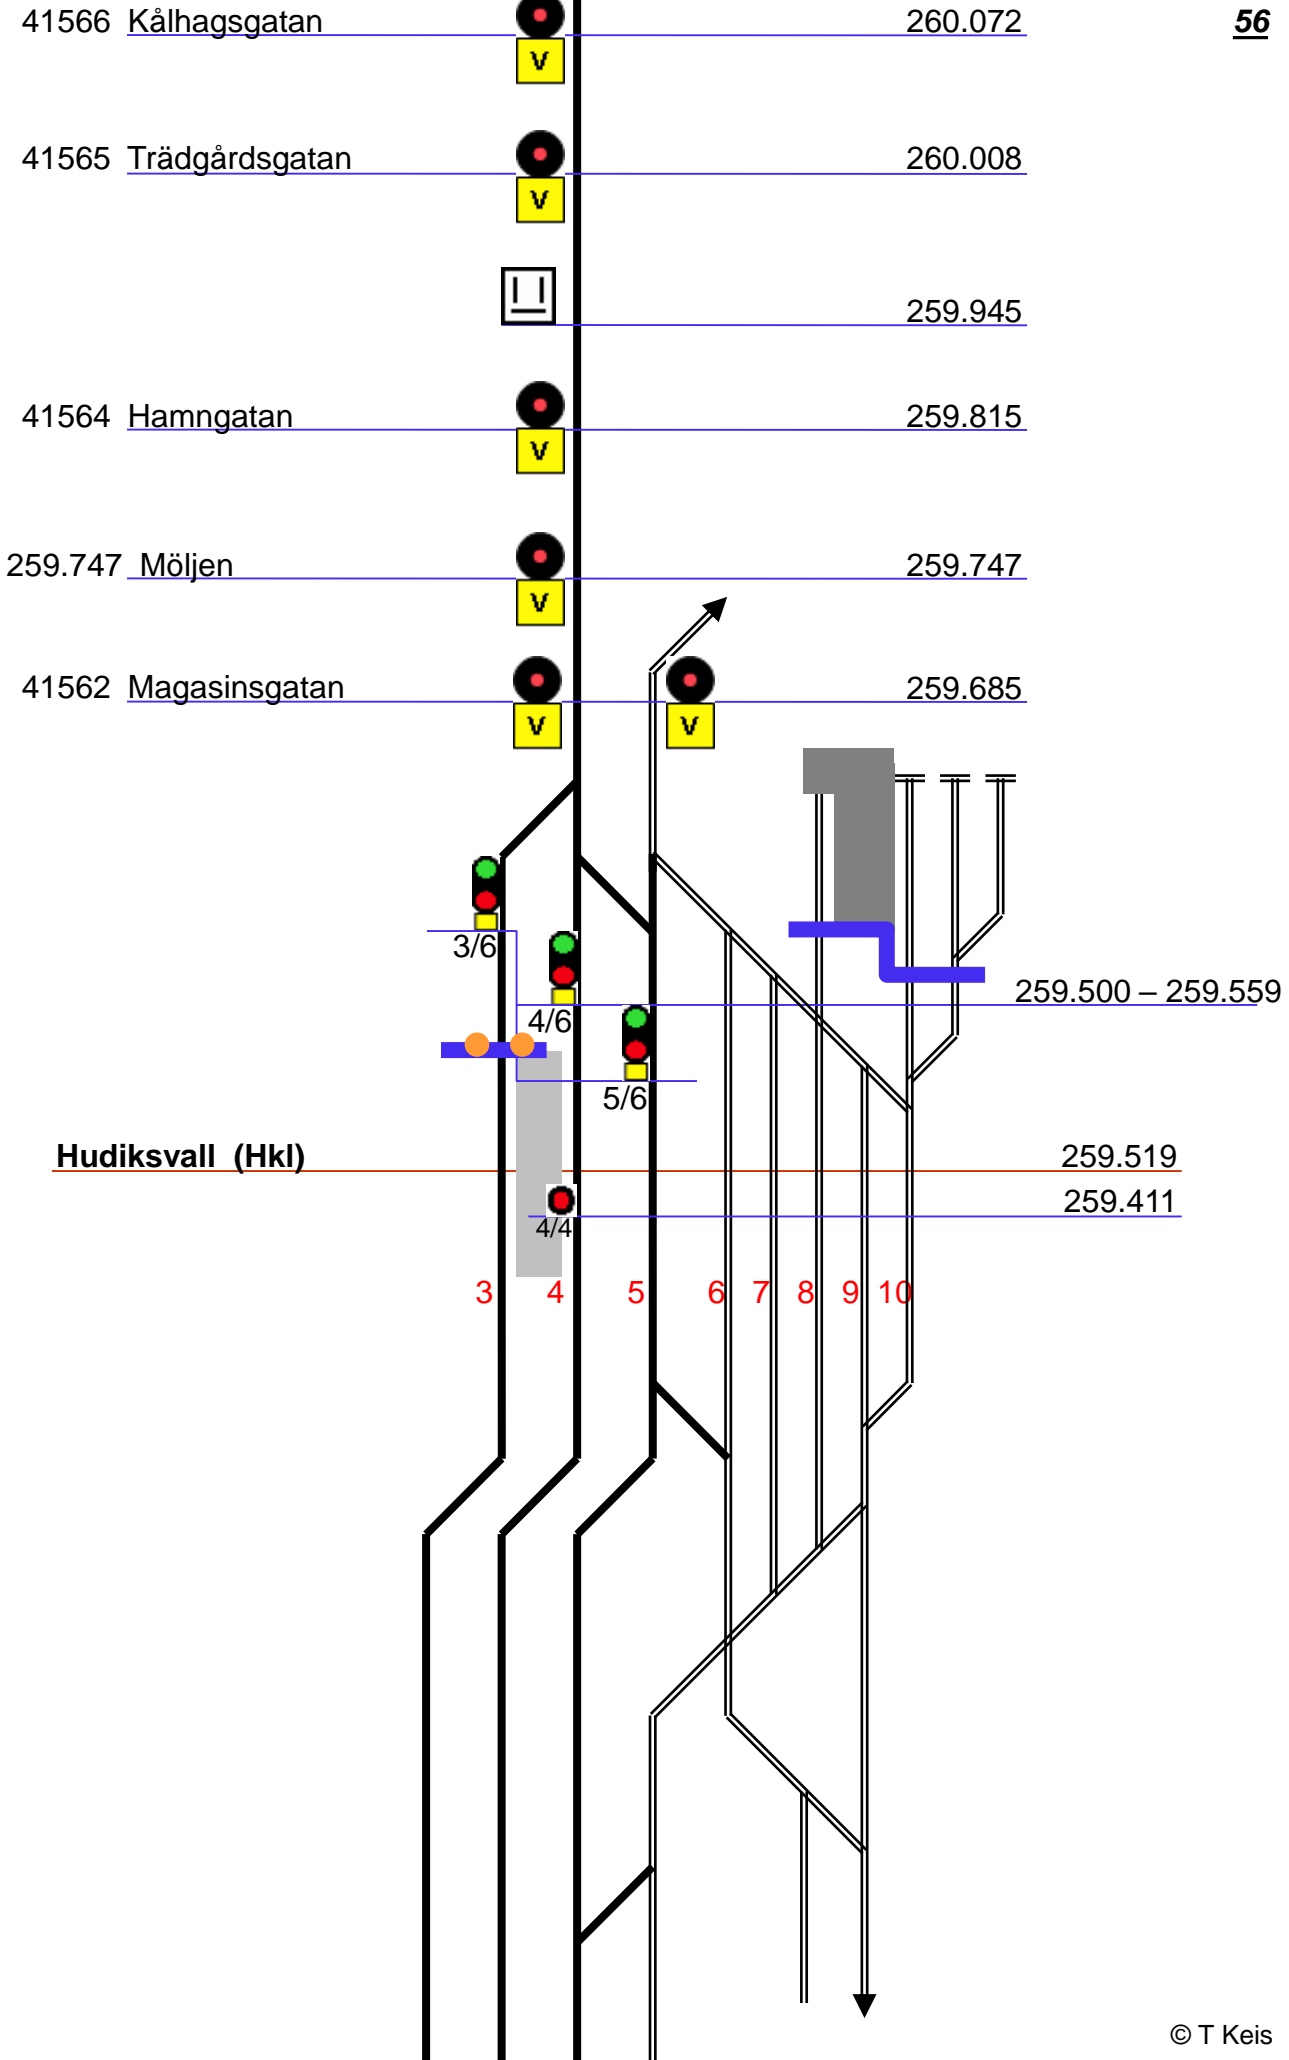 41566 Kålhagsgatan 260.072 56
V
41565 Trädgårdsgatan 260.008
V
259.945
41564 Hamngatan 259.815
V
259.747 Möljen 259.747
V
41562 Magasinsgatan 259.685
V V
3/6
259.500 – 259.559
4/6
5/6
Hudiksvall (Hkl) 259.519
259.411
4/4
3 4 5 6 7 8 9 10
© T Keis